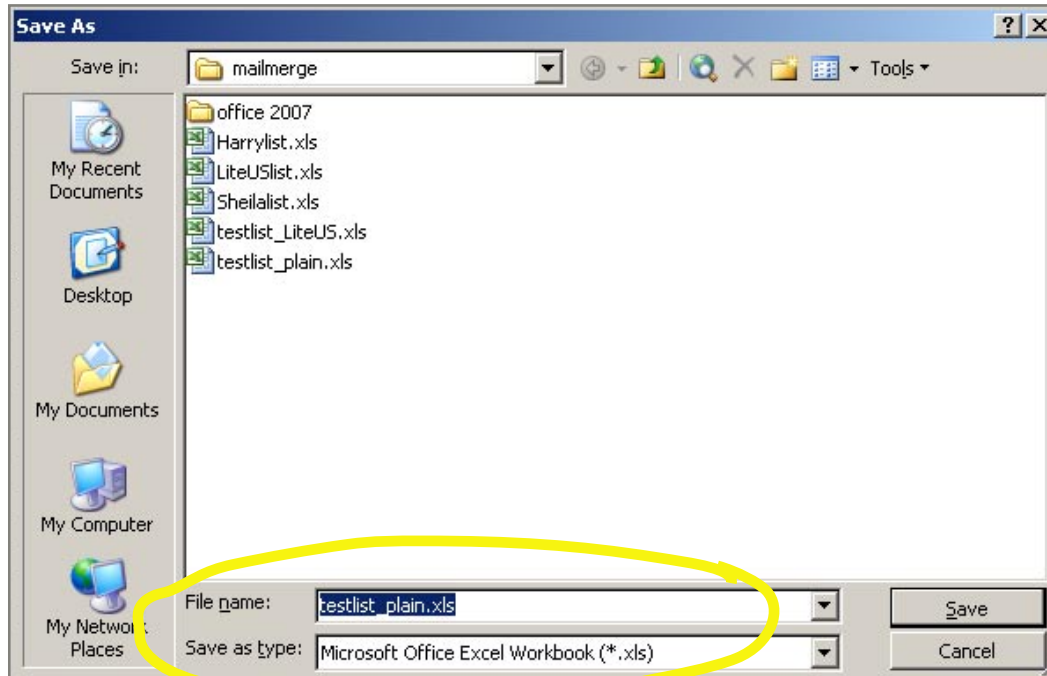 Save As
Save in:
mailmerge
Tools
office 2007
Harrylist.xls
LiteUSlist.xls
Sheilalist.xls
testlist_LiteUS.xls
testlist_plain.xls
My Recent
Documents
Desktop
My Documents
My Computer
My Network
Places
File name:
testlist_plain.xls
Save
Save as type:
Microsoft Office Excel Workbook (*.xls)
Cancel